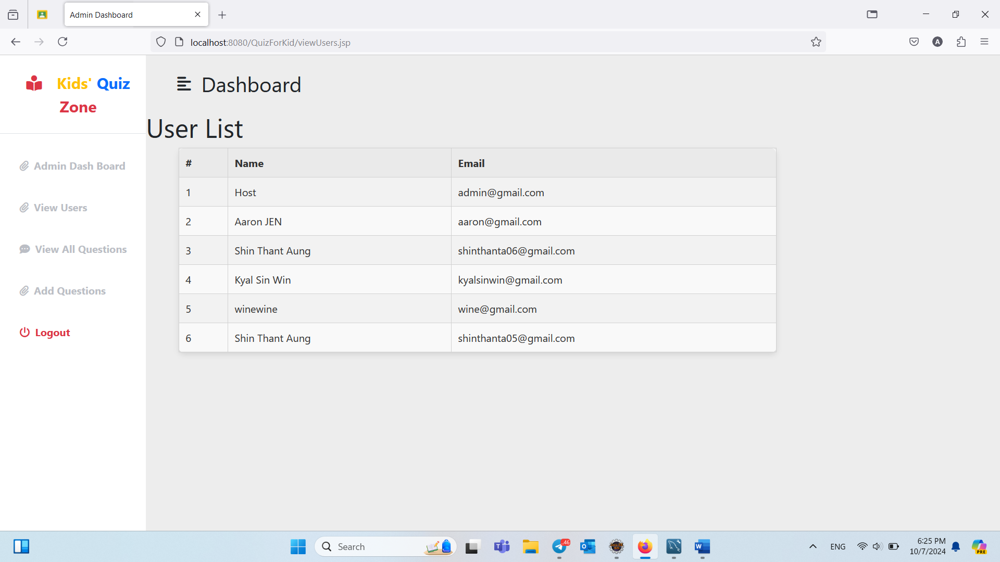 Admin Dashboard
localhost:8080/QuizForKid/viewUsers.jsp
A
Kids' Quiz
Zone
Dashboard
User List
Admin Dash Board
View Users
View All Questions
Add Questions
Logout
# Name Email
1 Host admin@gmail.com
2 Aaron JEN aaron@gmail.com
3 Shin Thant Aung shinthanta06@gmail.com
4 Kyal Sin Win kyalsinwin@gmail.com
5 winewine wine@gmail.com
6 Shin Thant Aung shinthanta05@gmail.com
Search
ENG
6:25 PM
10/7/2024
PRE